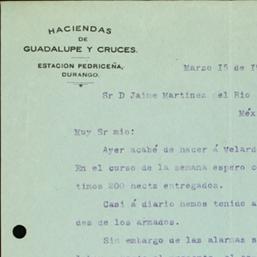 HACIENDAS
DE
GUADALUPE Y CRUCES.
ESTACION PEDRICEÑA,
DURANGO.
Marzo 15 de
Sr D Jaime Martinez del Rio
Méx
Muy Sr mio:
Ayer acabé de hacer á Velard
En el curso de la semana espero c
timos 200 hects entregados.
Casi á diario hemos tenido a
des de los armados.
Sin embargo de las alarmas s